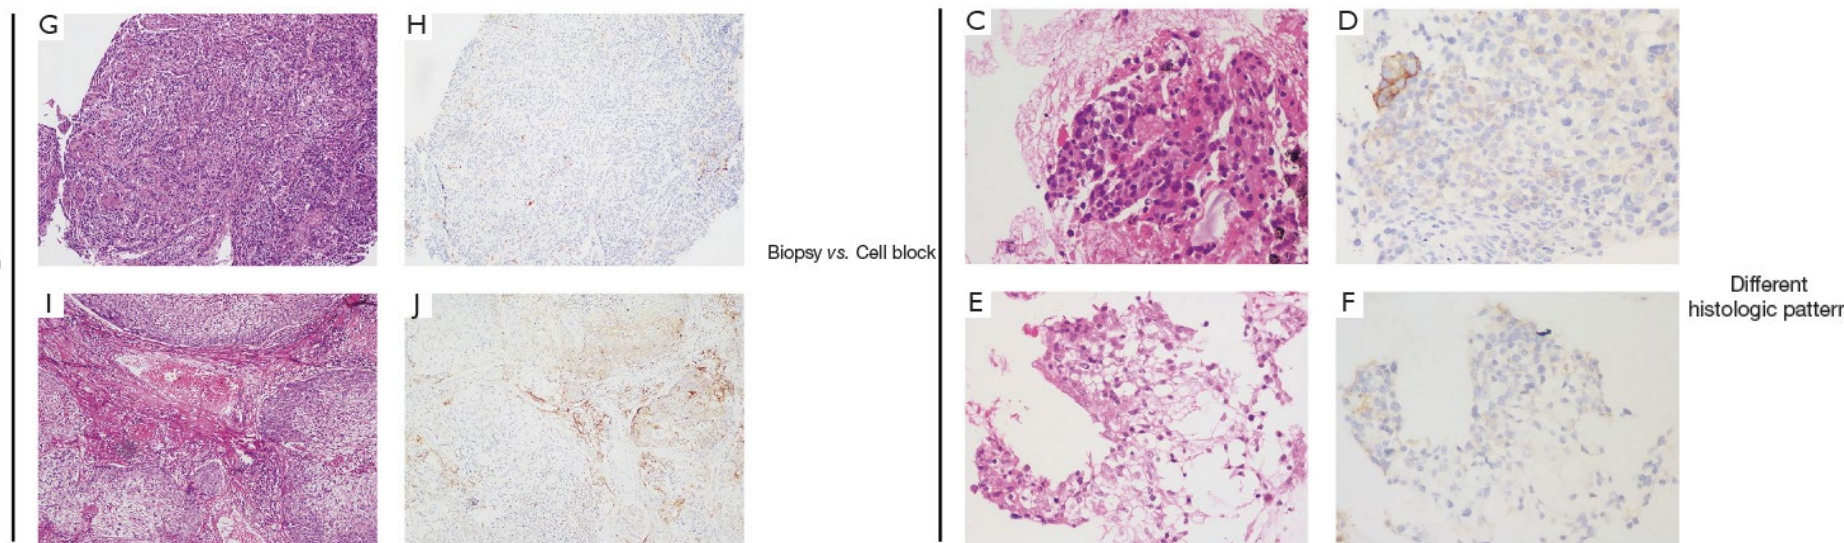 G H
Biopsy vs. Cell block
I J
C D
E F
Different
histologic pattern